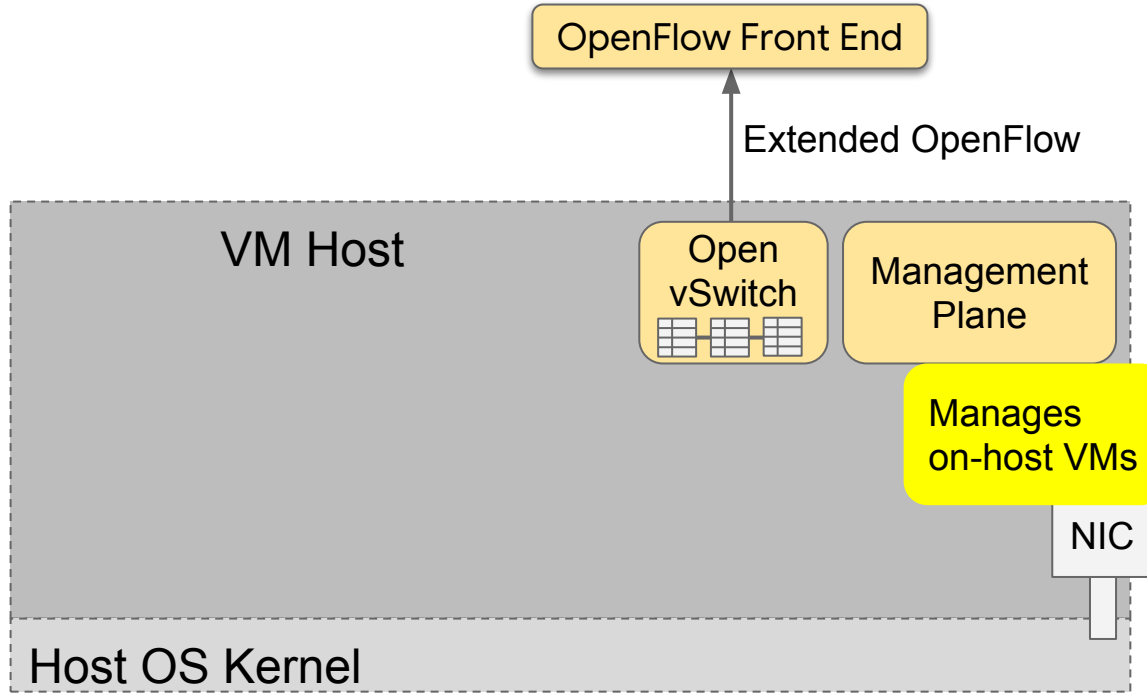 OpenFlow Front End
Extended OpenFlow
VM Host
Open
vSwitch
Management
Plane
Manages
on-host VMs
NIC
Host OS Kernel